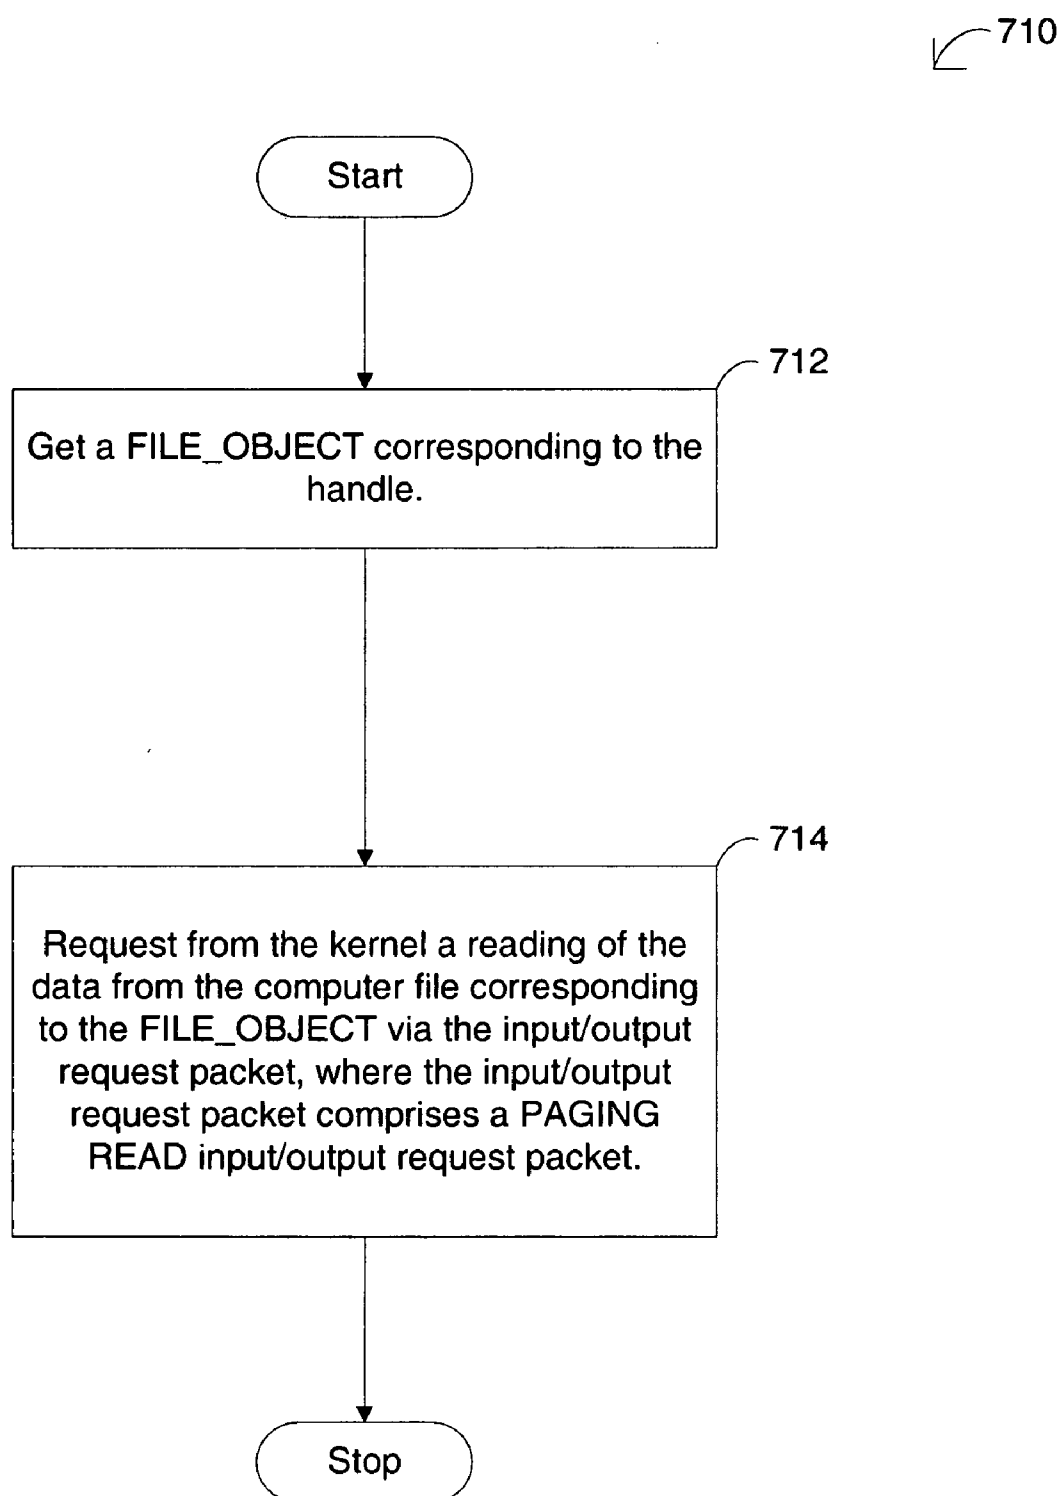 710
Start
712
Get a FILE_OBJECT corresponding to the
handle.
714
Request from the kernel a reading of the
data from the computer file corresponding
to the FILE_OBJECT via the input/output
request packet, where the input/output
request packet comprises a PAGING
READ input/output request packet.
Stop